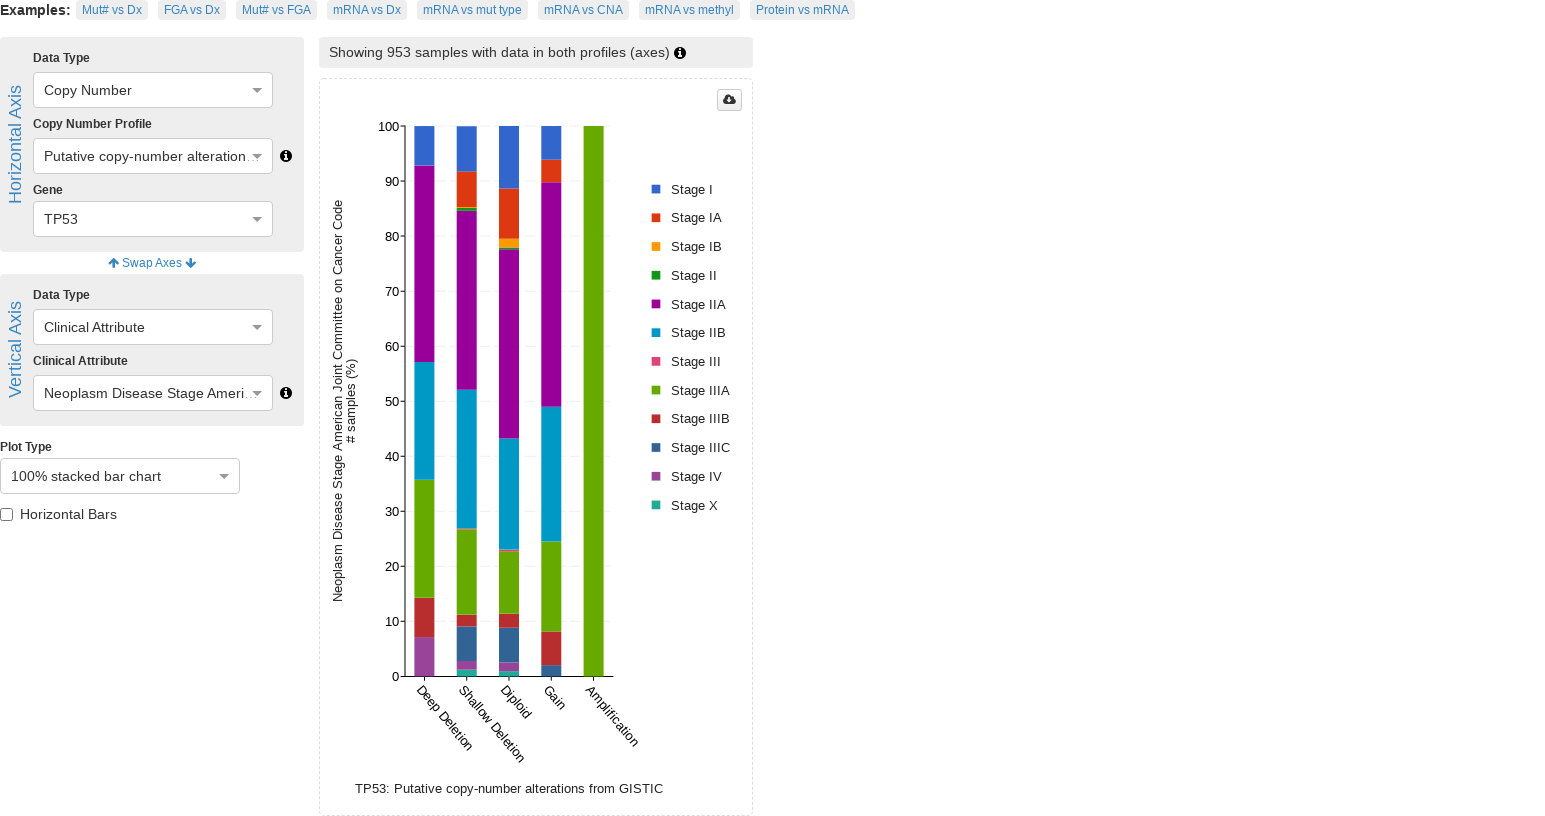 Examples: Mut# vs Dx FGA vs Dx Mut# vs FGA mRNA vs Dx mRNA vs mut type mRNA vs CNA mRNA vs methyl Protein vs mRNA
Horizontal Axis
Data Type
Copy Number
Copy Number Profile
Putative copy-number alteration...
Gene
TP53
Swap Axes
Vertical Axis
Data Type
Clinical Attribute
Clinical Attribute
Neoplasm Disease Stage Ameri...
Plot Type
100% stacked bar chart
Horizontal Bars
Showing 953 samples with data in both profiles (axes)
Neoplasm Disease Stage American Joint Committee on Cancer Code
# samples (%)
100
90
80
70
60
50
40
30
20
10
0
Deep Deletion
Shallow Deletion
Diploid
Gain
Amplification
TP53: Putative copy-number alterations from GISTIC
Stage I
Stage IA
Stage IB
Stage II
Stage IIA
Stage IIB
Stage III
Stage IIIA
Stage IIIB
Stage IIIC
Stage IV
Stage X